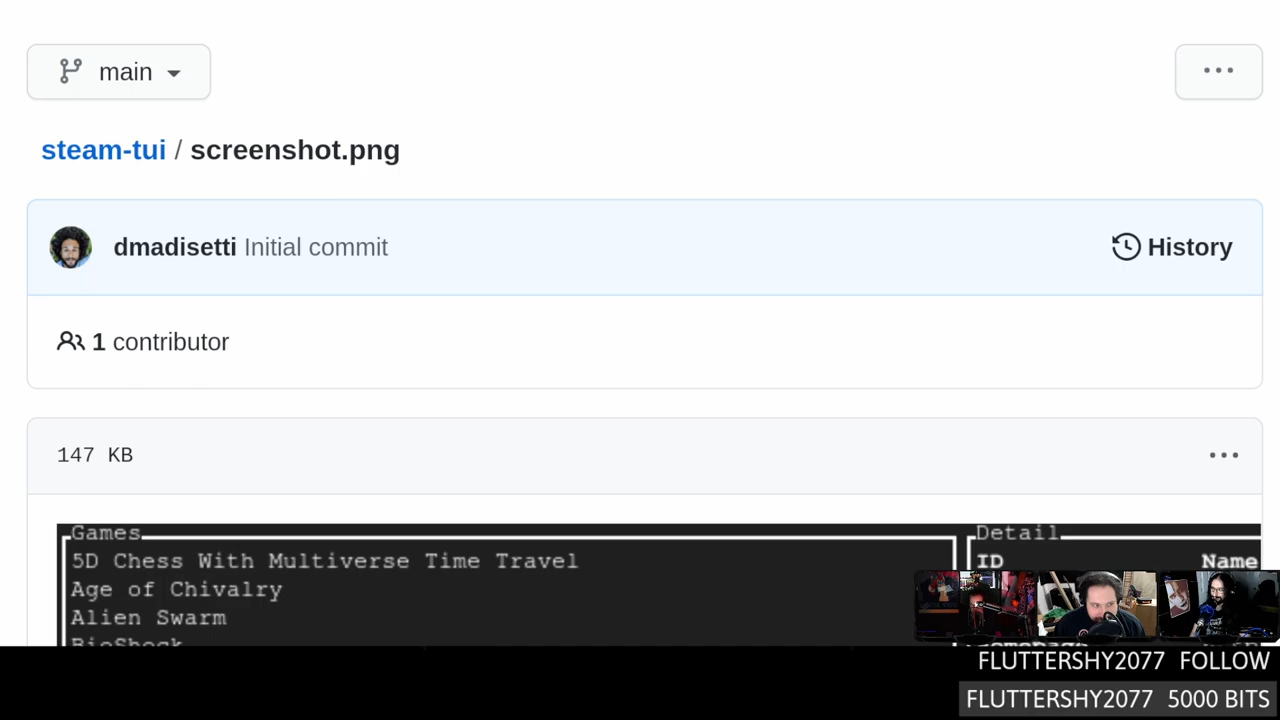 main
steam-tui / screenshot.png
dmadisetti Initial commit
History
1 contributor
147 KB
Games
Detail
5D Chess With Multiverse Time Travel
ID Name
Age of Chivalry
Alien Swarm
BioShock
FLUTTERSHY2077 FOLLOW
FLUTTERSHY2077 5000 BITS